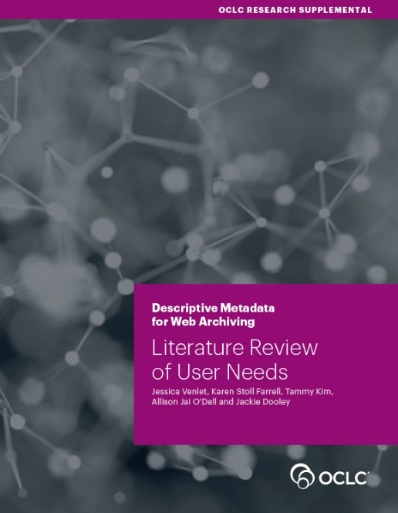 OCLC RESEARCH SUPPLEMENTAL
Descriptive Metadata
for Web Archiving
Literature Review
of User Needs
Jessica Venlet, Karen Stoll Farrell, Tammy Kim,
Allison Jai O'Dell and Jackie Dooley
OCLC